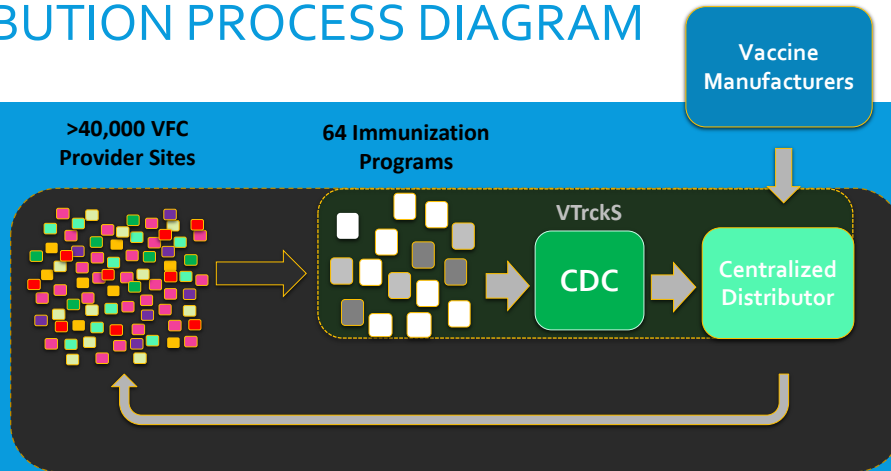 BUTION PROCESS DIAGRAM
Vaccine
Manufacturers
>40,000 VFC
Provider Sites
64 Immunization
Programs
VTrckS
CDC
Centralized
Distributor